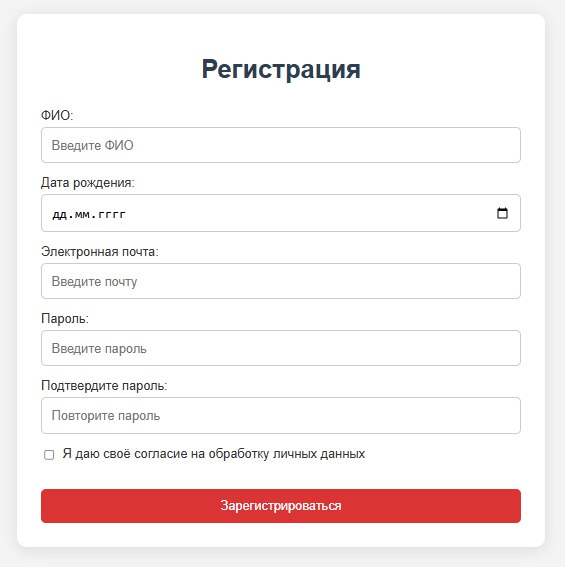 Регистрация
ФИО:
Введите ФИО
Дата рождения:
дд.мм.гггг
Электронная почта:
Введите почту
Пароль:
Введите пароль
Подтвердите пароль:
Повторите пароль
Я даю своё согласие на обработку личных данных
Зарегистрироваться